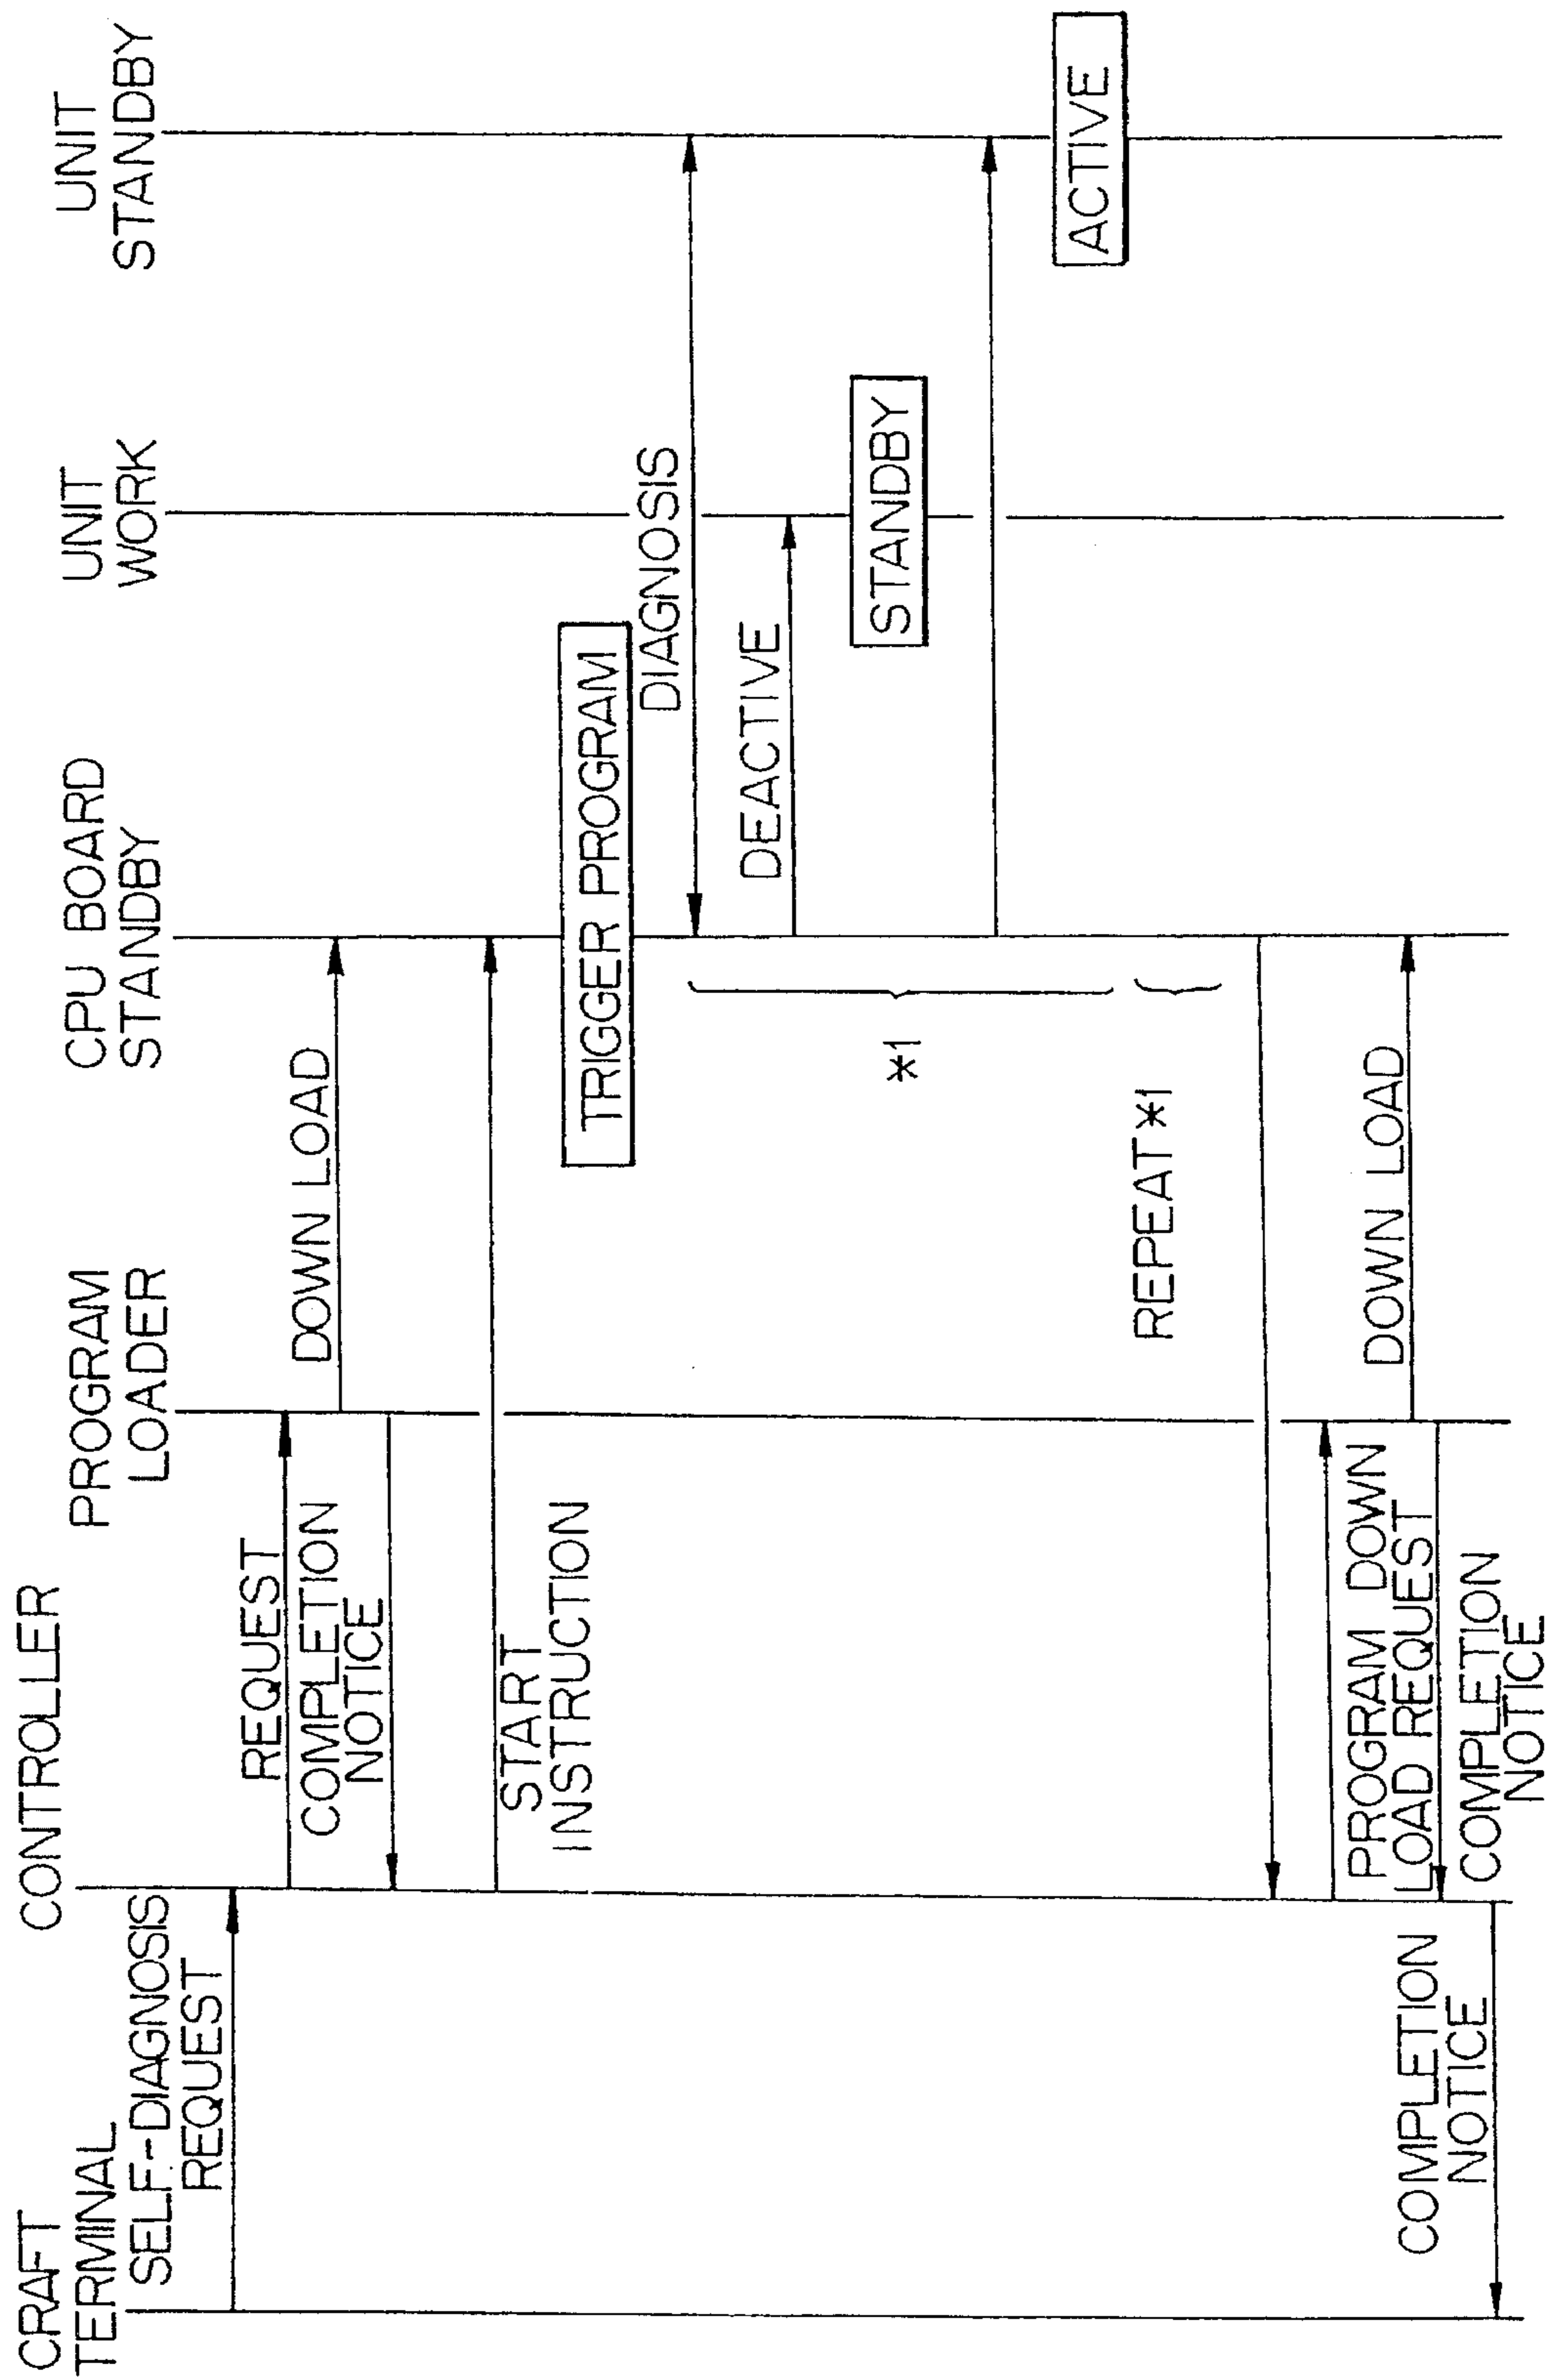 CRAFT
TERMINAL
CONTROLLER
PROGRAM
LOADER
CPU BOARD
STANDBY
UNIT
WORK
UNIT
STANDBY
SELF-DIAGNOSIS
REQUEST
REQUEST
DOWN LOAD
COMPLETION
NOTICE
START
INSTRUCTION
TRIGGER PROGRAM
DIAGNOSIS
DEACTIVE
STANDBY
*1
ACTIVE
REPEAT*1
PROGRAM DOWN
LOAD REQUEST
DOWN LOAD
COMPLETION
NOTICE
COMPLETION
NOTICE